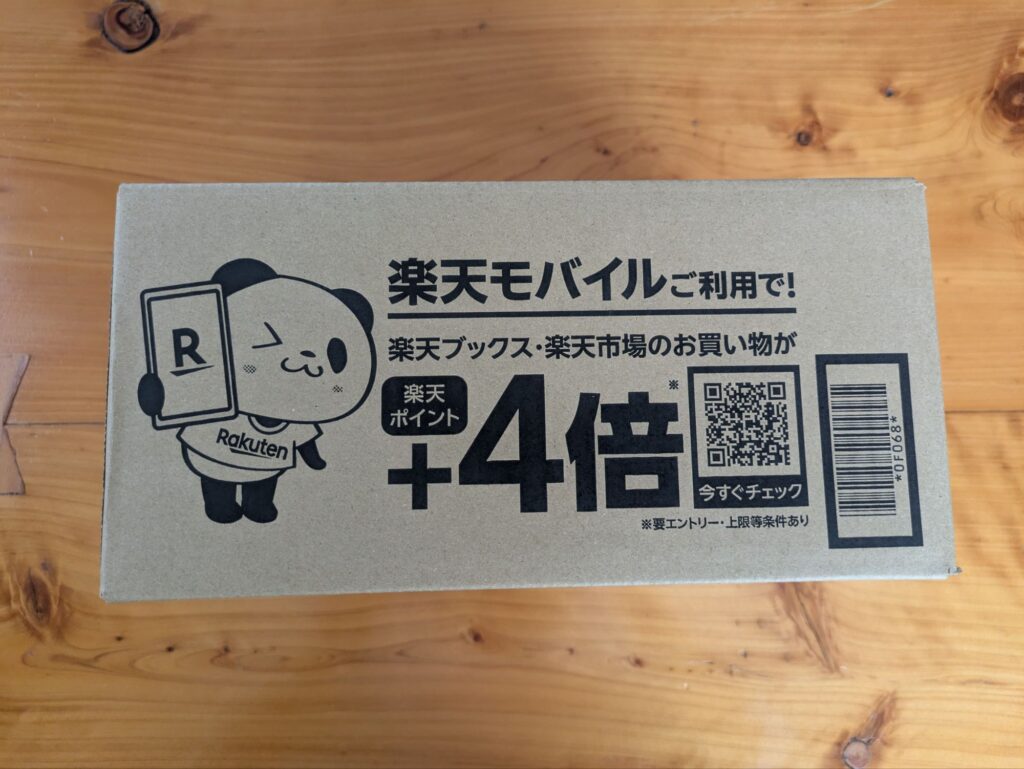 楽天モバイルご利用で!
楽天ブックス・楽天市場のお買い物が
楽天
ポイント
+4倍※
今すぐチェック
※要エントリー・上限等条件あり
R
Rakuten
*0F068*